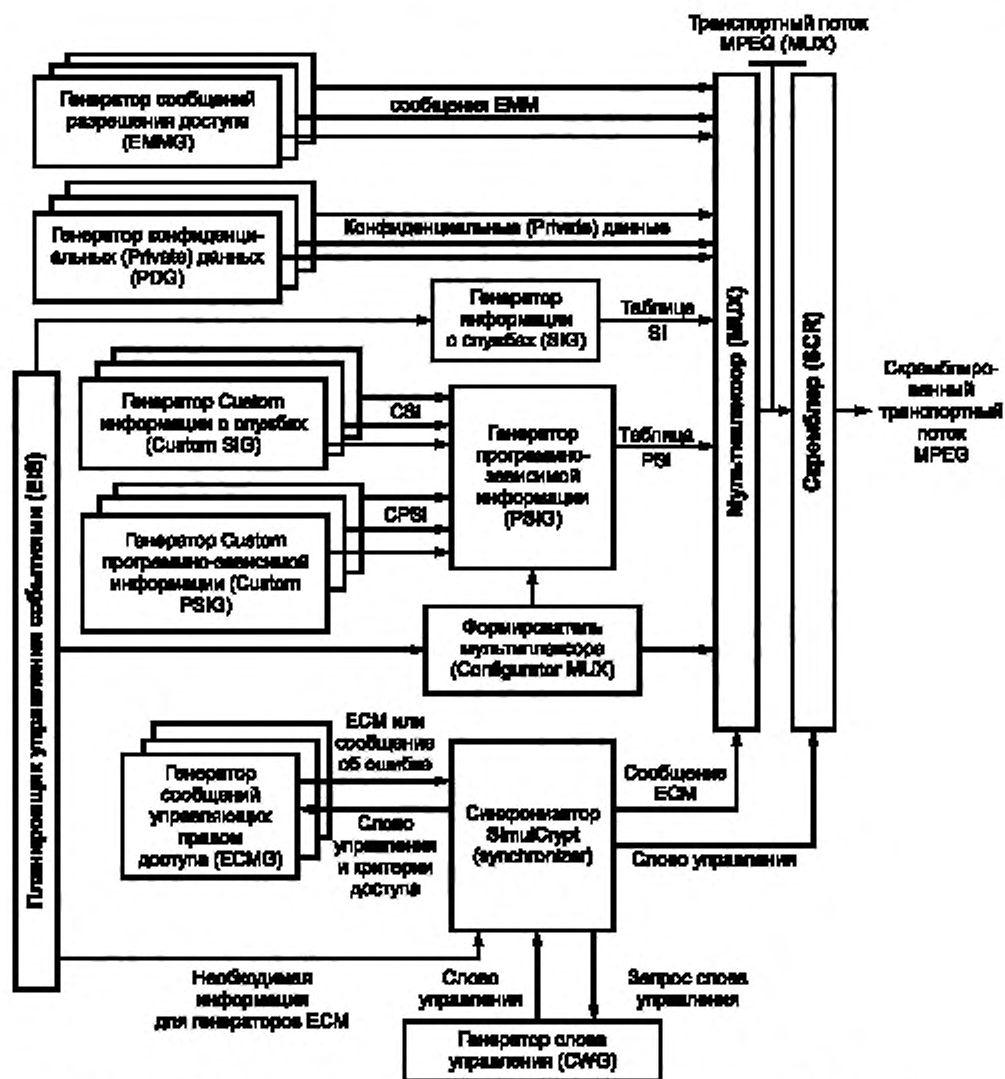 Транспортный поток
MPEG (MUX)
Генератор сообщений
разрешения доступа
(EMMG)
сообщения EMM
Генератор конфиденци-
альных (Private) данных
(PDG)
Конфиденциальные (Private) данные
Генератор
информации
о службах (SIG)
Таблица
SI
Генератор Custom
информации о службах
(Custom SIG)
CSI
Генератор
програмно-
зависимой
информации
(PSIG)
Таблица
PSI
CPSI
Генератор Custom
програмно-зависимой
информации (Custom
PSIG)
Формирователь
мультиплексора
(Configurator MUX)
Планировщик управления событиями (EIS)
Мультиплексор (MUX)
Скремблер (SCR)
Скремблиро-
ванный
транспортный
поток
MPEG
ECM или
сообщение
об ошибке
Генератор
сообщений
управляющих
правом
доступа (ECMG)
Слово
управления
и критерии
доступа
Синхронизатор
SimulCrypt
(synchronizer)
Сообщение
ECM
Слово управления
Необходимая
информация
для генераторов ECM
Слово
управления
Запрос слова
управления
Генератор слова
управления (CWG)